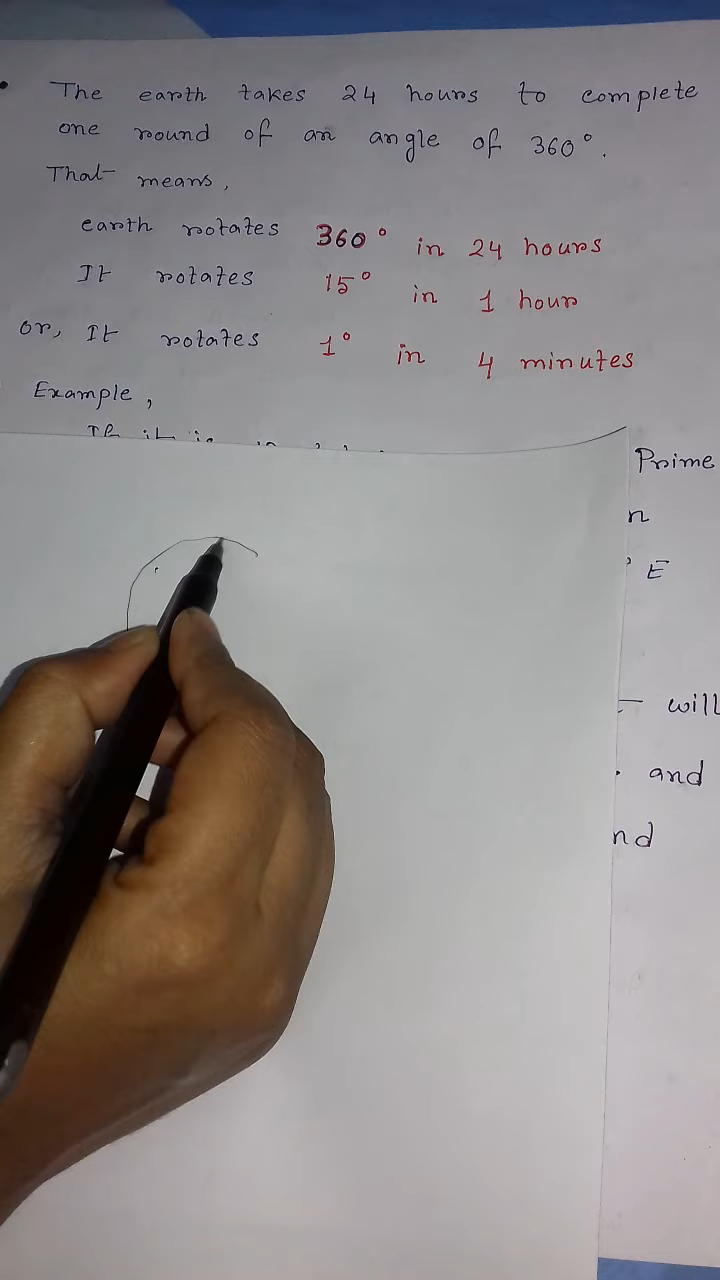 The earth takes 24 hours to complete
one round of an angle of 360°.
That means,
earth rotates 360° in 24 hours
It rotates 15° in 1 hour
or, It rotates 1° in 4 minutes
Example,
Prime
n
' E
will
. and
nd